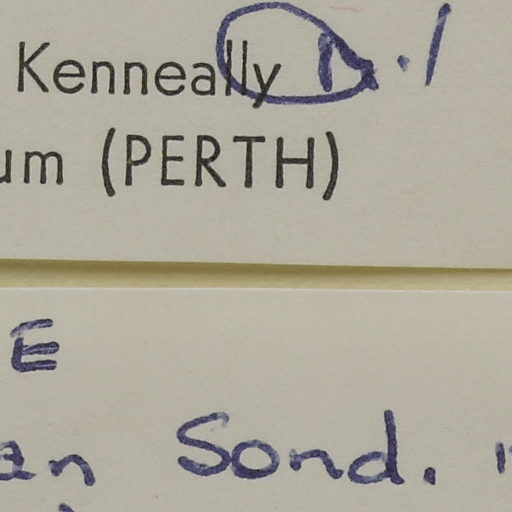 Kenneally
um (PERTH)
E
an Sond.